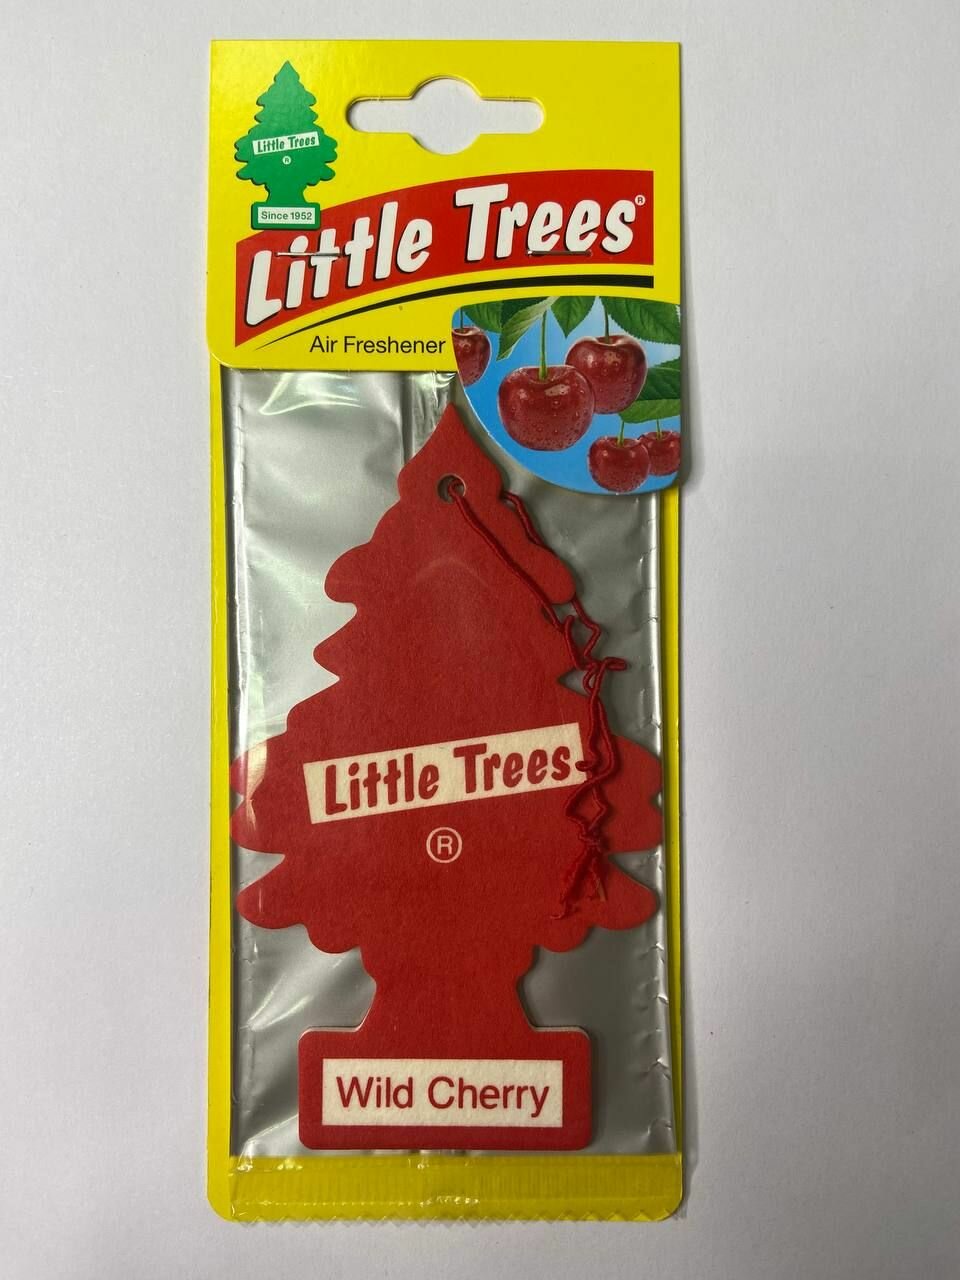 Little Trees
®
Since 1952
Little Trees®
Air Freshener
Little Trees
®
Wild Cherry